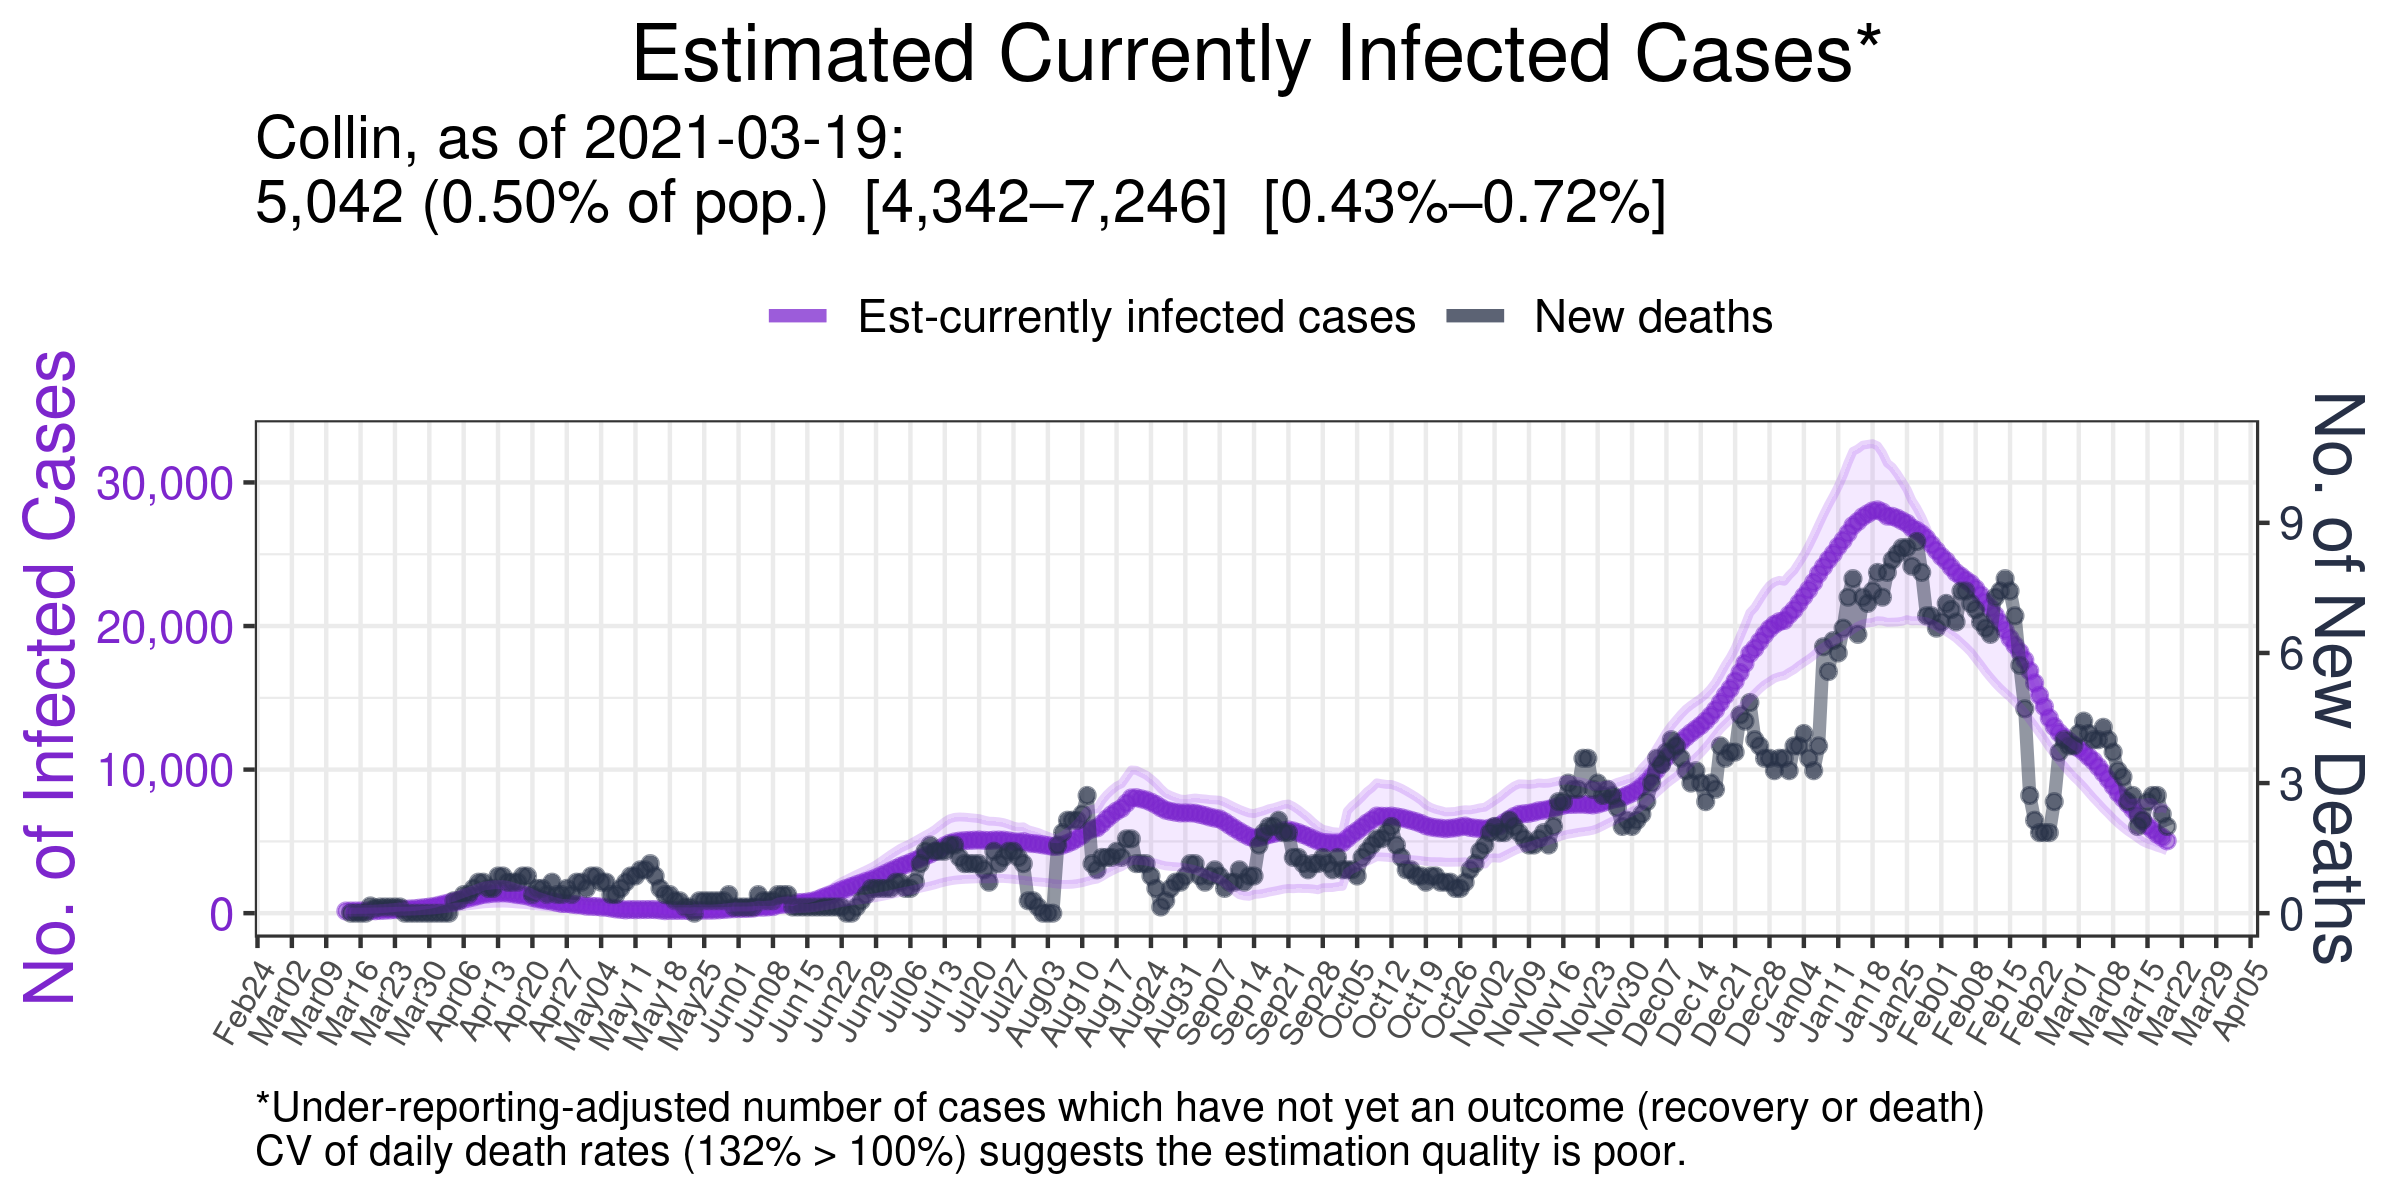 Estimated Currently Infected Cases*
Collin, as of 2021-03-19:
5,042 (0.50% of pop.)  [4,342–7,246]  [0.43%–0.72%]
Est-currently infected cases
New deaths
No. of Infected Cases
30,000
20,000
10,000
0
No. of New Deaths
9
6
3
0
Feb24
Mar02
Mar09
Mar16
Mar23
Mar30
Apr06
Apr13
Apr20
Apr27
May04
May11
May18
May25
Jun01
Jun08
Jun15
Jun22
Jun29
Jul06
Jul13
Jul20
Jul27
Aug03
Aug10
Aug17
Aug24
Aug31
Sep07
Sep14
Sep21
Sep28
Oct05
Oct12
Oct19
Oct26
Nov02
Nov09
Nov16
Nov23
Nov30
Dec07
Dec14
Dec21
Dec28
Jan04
Jan11
Jan18
Jan25
Feb01
Feb08
Feb15
Feb22
Mar01
Mar08
Mar15
Mar22
Mar29
Apr05
*Under-reporting-adjusted number of cases which have not yet an outcome (recovery or death)
CV of daily death rates (132% > 100%) suggests the estimation quality is poor.